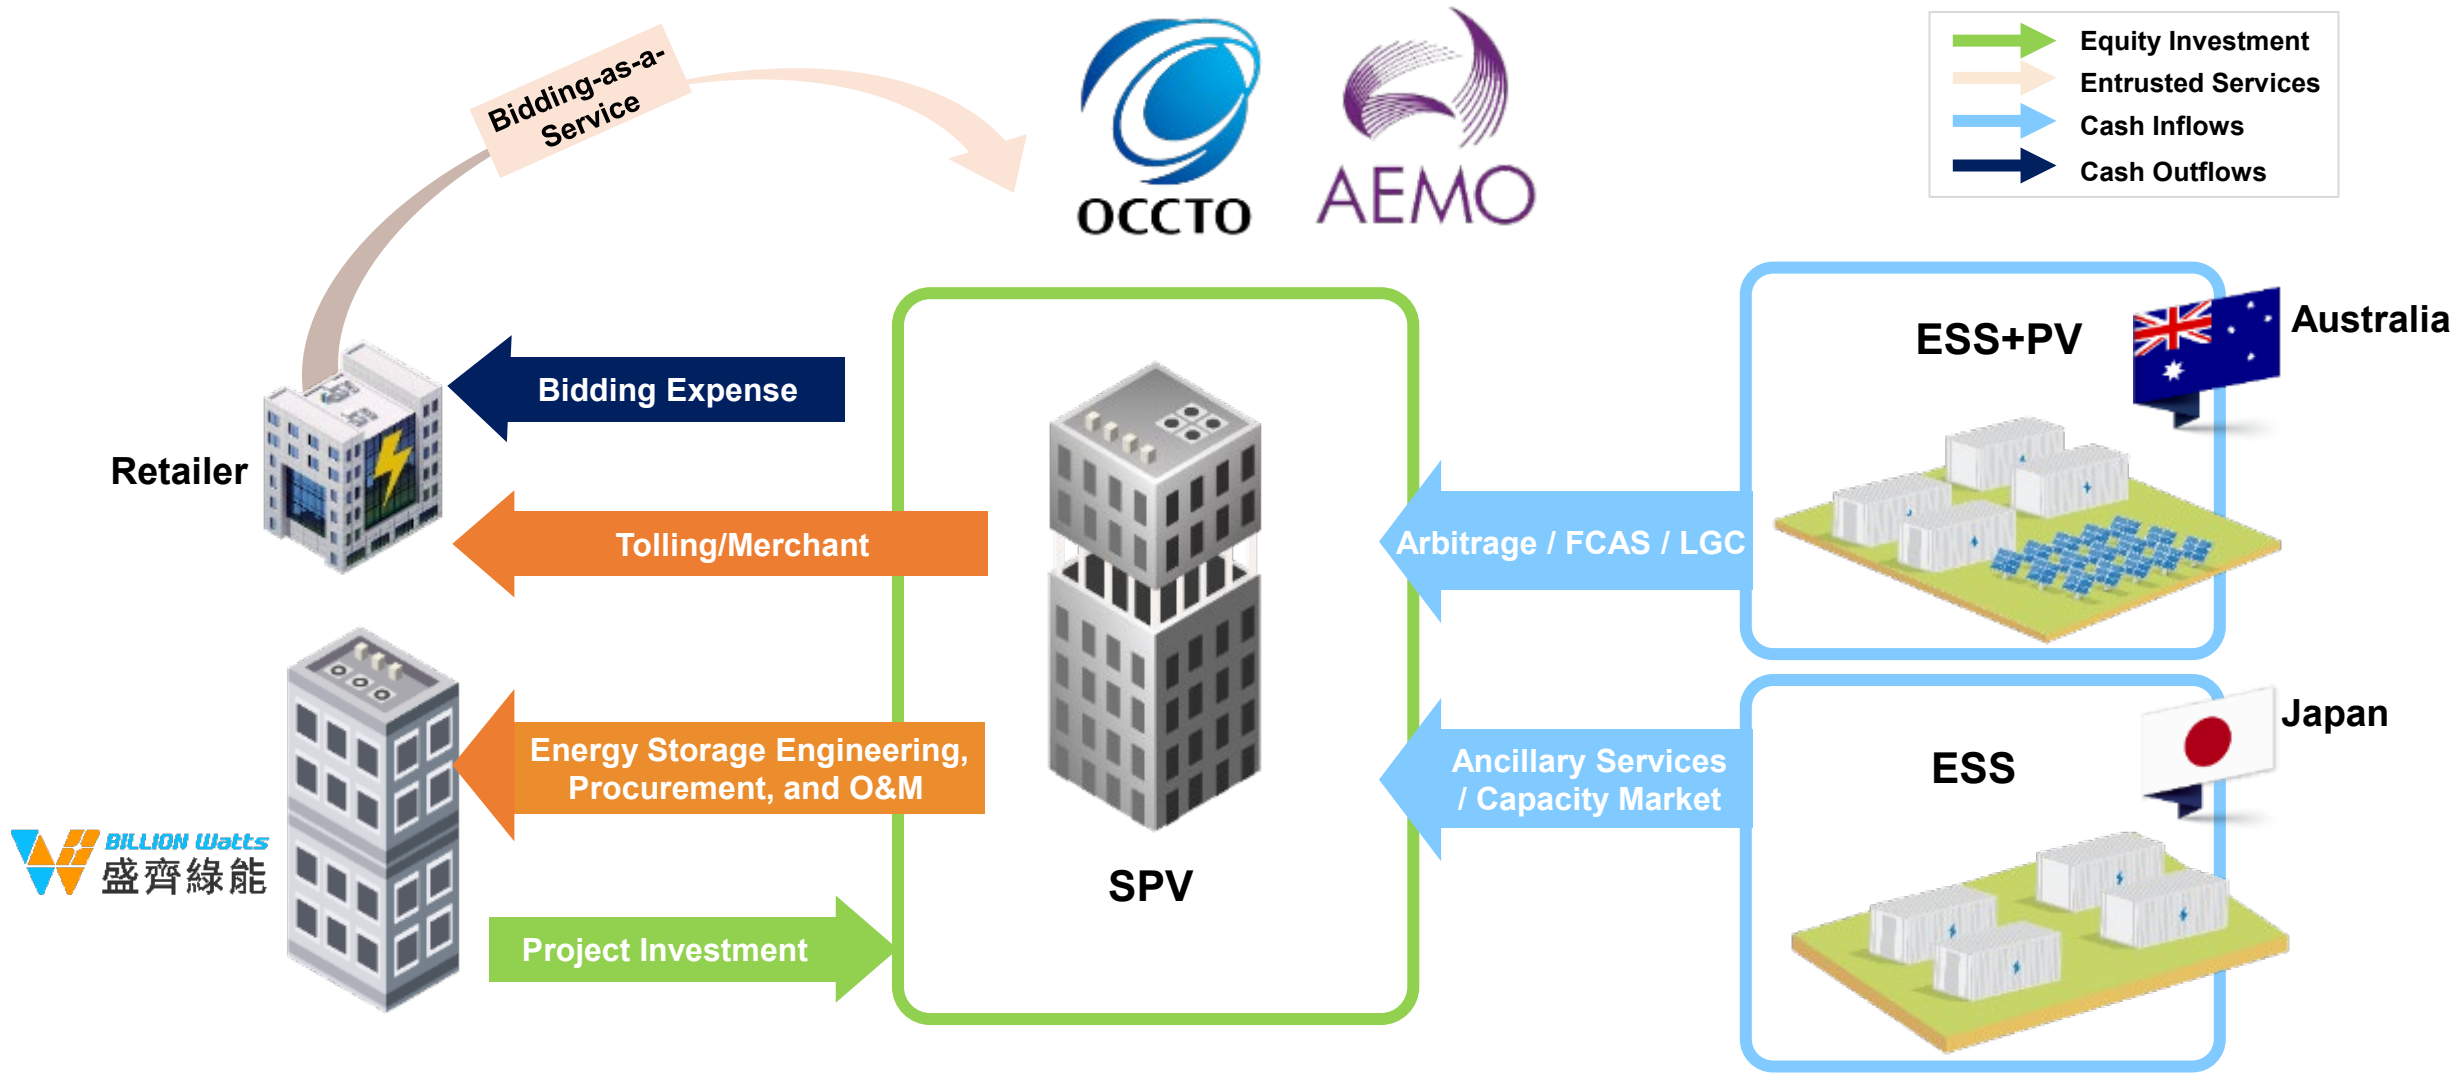 Bidding-as-a-
Service
OCCTO
AEMO
Equity Investment
Entrusted Services
Cash Inflows
Cash Outflows
ESS+PV
Australia
Bidding Expense
Retailer
Tolling/Merchant
Arbitrage / FCAS / LGC
Energy Storage Engineering,
Procurement, and O&M
Ancillary Services
/ Capacity Market
ESS
Japan
BILLION Watts
盛齊綠能
SPV
Project Investment